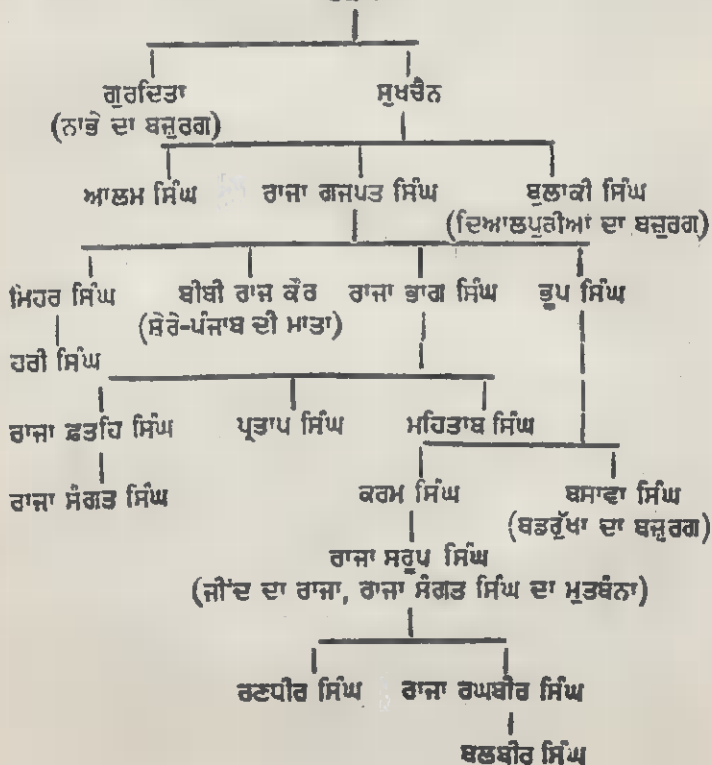 ਗੁਰਦਿਤਾ ਸੁਖਚੈਨ
(ਨਾਭੇ ਦਾ ਬਜ਼ੁਰਗ)
ਆਲਮ ਸਿੰਘ ਰਾਜਾ ਗਜਪਤ ਸਿੰਘ ਬੁਲਾਕੀ ਸਿੰਘ
(ਦਿਆਲਪੁਰੀਆਂ ਦਾ ਬਜ਼ੁਰਗ)
ਮਿਹਰ ਸਿੰਘ ਬੀਬੀ ਰਾਜ ਕੌਰ ਰਾਜਾ ਭਾਗ ਸਿੰਘ ਭੂਪ ਸਿੰਘ
(ਸ਼ੇਰੇ-ਪੰਜਾਬ ਦੀ ਮਾਤਾ)
ਹਰੀ ਸਿੰਘ
ਰਾਜਾ ਫ਼ਤਹਿ ਸਿੰਘ ਪ੍ਰਤਾਪ ਸਿੰਘ ਮਹਿਤਾਬ ਸਿੰਘ
ਰਾਜਾ ਸੰਗਤ ਸਿੰਘ ਕਰਮ ਸਿੰਘ ਬਸਾਵਾ ਸਿੰਘ
(ਬਡਰੁੱਖਾ ਦਾ ਬਜ਼ੁਰਗ)
ਰਾਜਾ ਸਰੂਪ ਸਿੰਘ
(ਜੀਂਦ ਦਾ ਰਾਜਾ, ਰਾਜਾ ਸੰਗਤ ਸਿੰਘ ਦਾ ਮੁਤਬੰਨਾ)
ਰਣਧੀਰ ਸਿੰਘ ਰਾਜਾ ਰਘਬੀਰ ਸਿੰਘ
ਬਲਬੀਰ ਸਿੰਘ